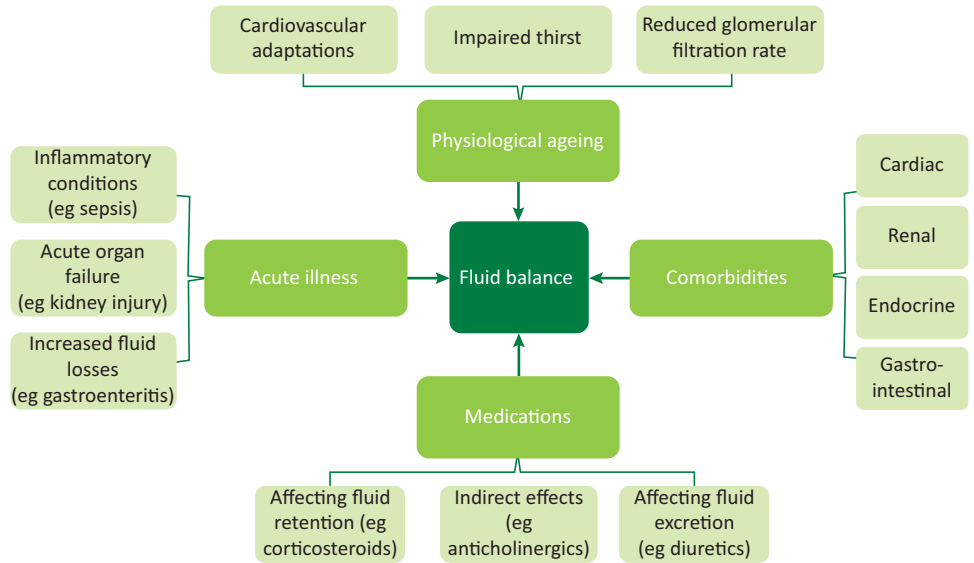 Cardiovascular
adaptations
Impaired thirst
Reduced glomerular
filtration rate
Physiological ageing
Inflammatory
conditions
(eg sepsis)
Acute organ
failure
(eg kidney injury)
Increased fluid
losses
(eg gastroenteritis)
Acute illness
Fluid balance
Comorbidities
Cardiac
Renal
Endocrine
Gastro-
intestinal
Medications
Affecting fluid
retention (eg
corticosteroids)
Indirect effects
(eg
anticholinergics)
Affecting fluid
excretion
(eg diuretics)